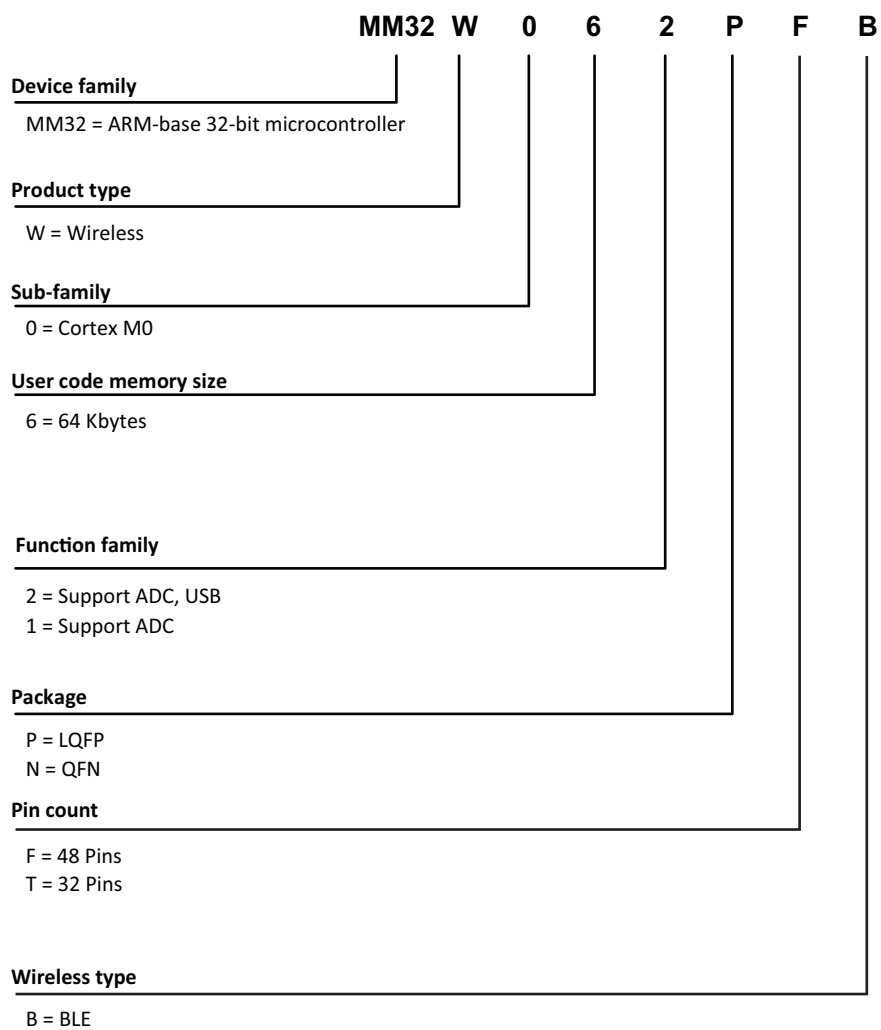 MM32 W 0 6 2 P F B
Device family
MM32 = ARM-base 32-bit microcontroller
Product type
W = Wireless
Sub-family
0 = Cortex M0
User code memory size
6 = 64 Kbytes
Function family
2 = Support ADC, USB
1 = Support ADC
Package
P = LQFP
N = QFN
Pin count
F = 48 Pins
T = 32 Pins
Wireless type
B = BLE